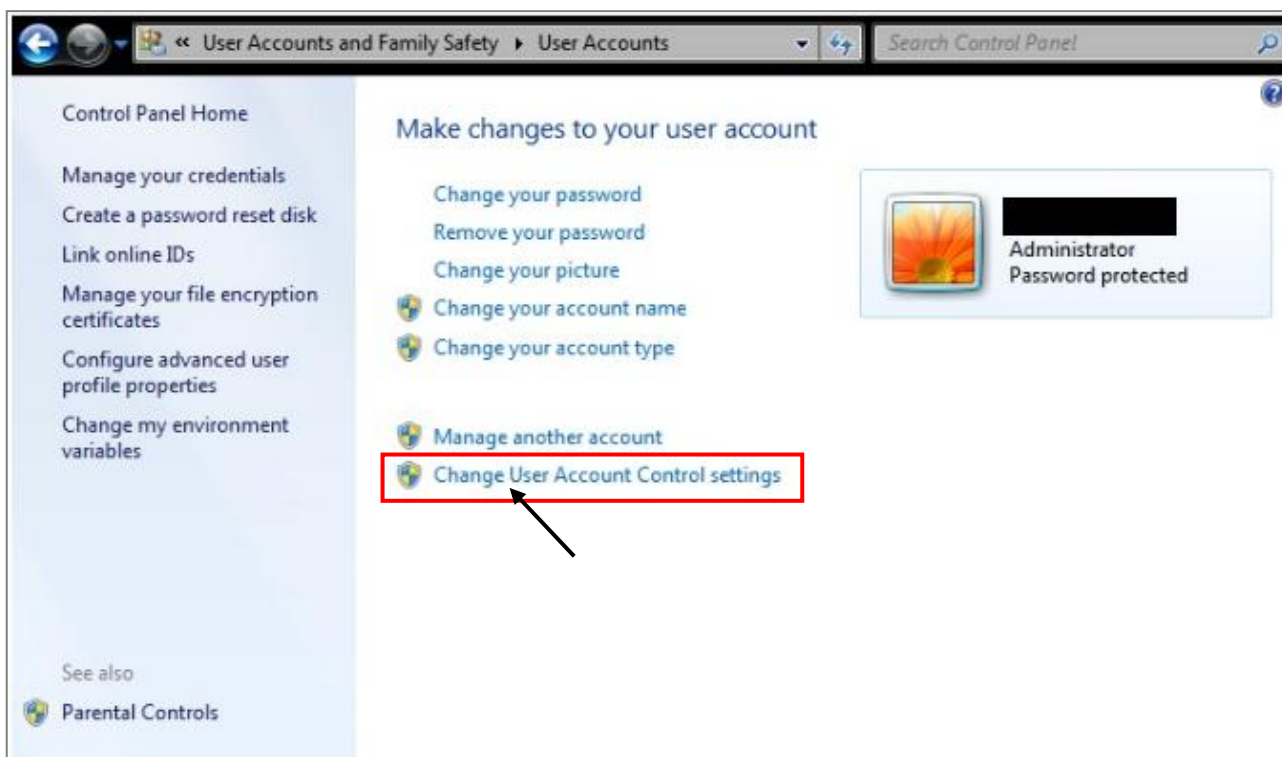 « User Accounts and Family Safety ▸ User Accounts
Search Control Panel
Control Panel Home
Manage your credentials
Create a password reset disk
Link online IDs
Manage your file encryption
certificates
Configure advanced user
profile properties
Change my environment
variables
See also
Parental Controls
Make changes to your user account
Change your password
Remove your password
Change your picture
Change your account name
Change your account type
Manage another account
Change User Account Control settings
Administrator
Password protected